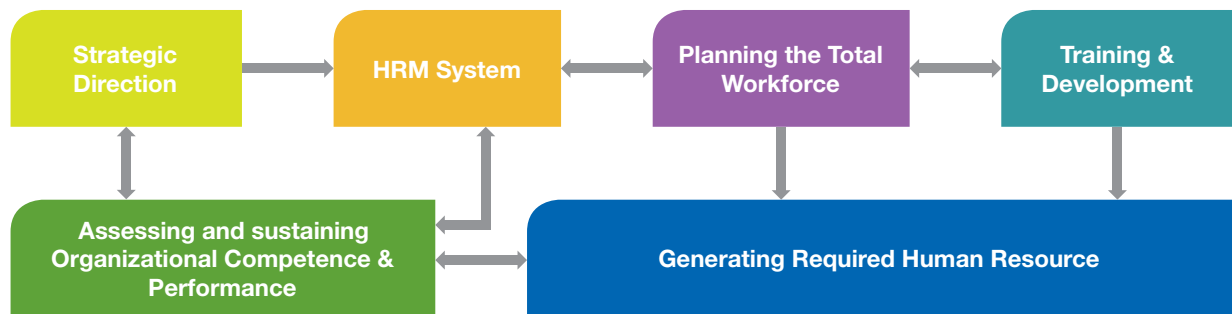 Strategic
Direction
HRM System
Planning the Total
Workforce
Training &
Development
Assessing and sustaining
Organizational Competence &
Performance
Generating Required Human Resource